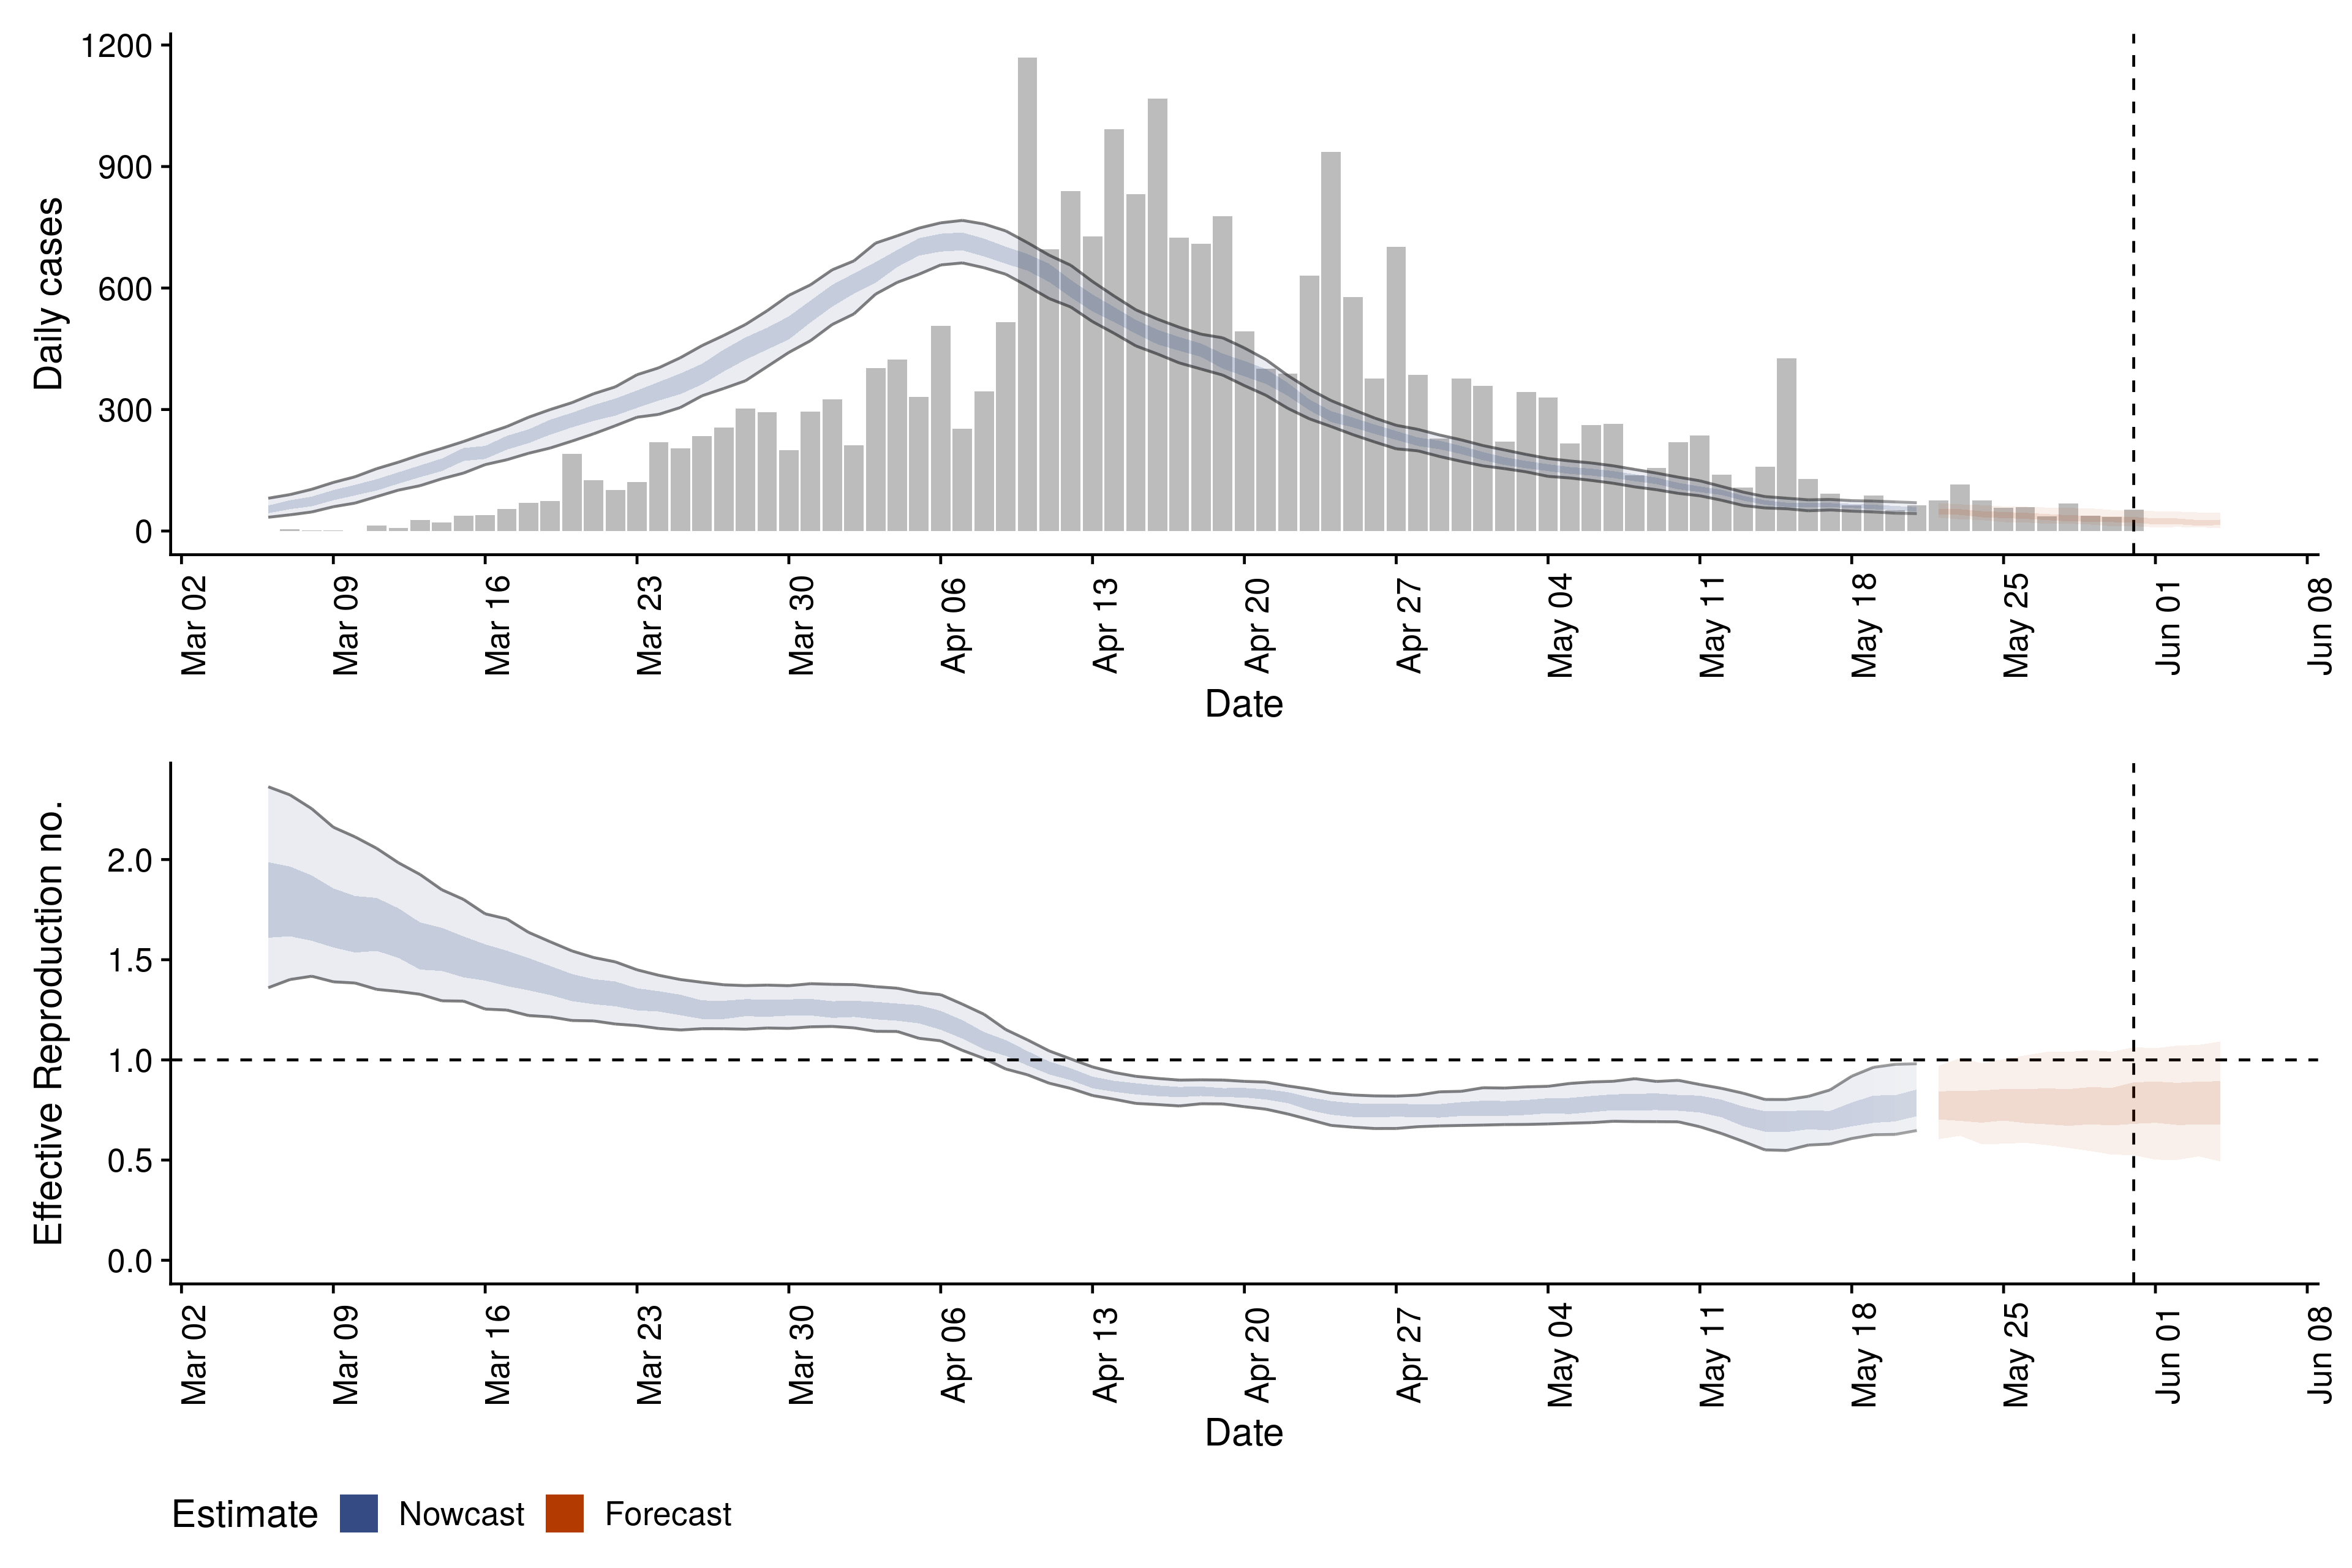 Daily cases
1200
900
600
300
0
Mar 02
Mar 09
Mar 16
Mar 23
Mar 30
Apr 06
Apr 13
Apr 20
Apr 27
May 04
May 11
May 18
May 25
Jun 01
Jun 08
Date
Effective Reproduction no.
2.0
1.5
1.0
0.5
0.0
Mar 02
Mar 09
Mar 16
Mar 23
Mar 30
Apr 06
Apr 13
Apr 20
Apr 27
May 04
May 11
May 18
May 25
Jun 01
Jun 08
Date
Estimate Nowcast Forecast